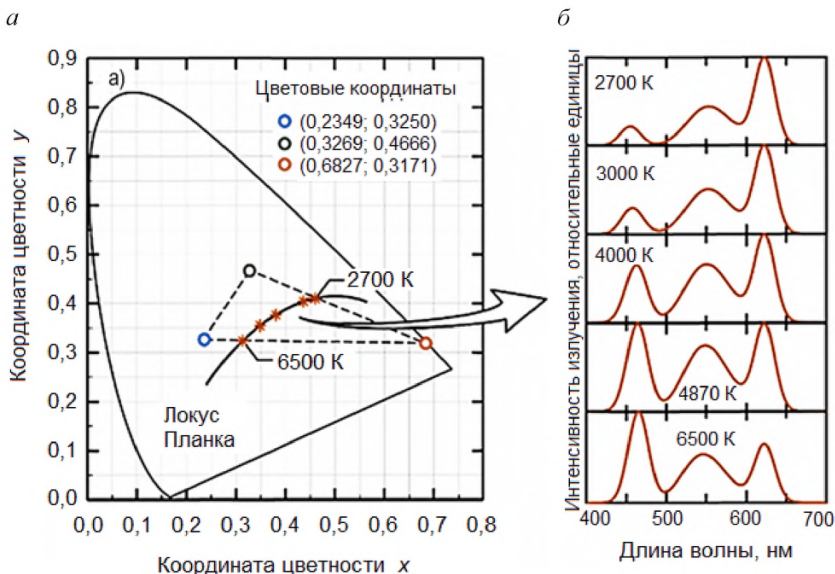 а
б
0,9
0,8
0,7
0,6
0,5
0,4
0,3
0,2
0,1
0,0
Координата цветности y
а)
Цветовые координаты
(0,2349; 0,3250)
(0,3269; 0,4666)
(0,6827; 0,3171)
2700 К
6500 К
Локус
Планка
0,0 0,1 0,2 0,3 0,4 0,5 0,6 0,7 0,8
Координата цветности x
Интенсивность излучения, относительные единицы
2700 К
3000 К
4000 К
4870 К
6500 К
400 500 600 700
Длина волны, нм